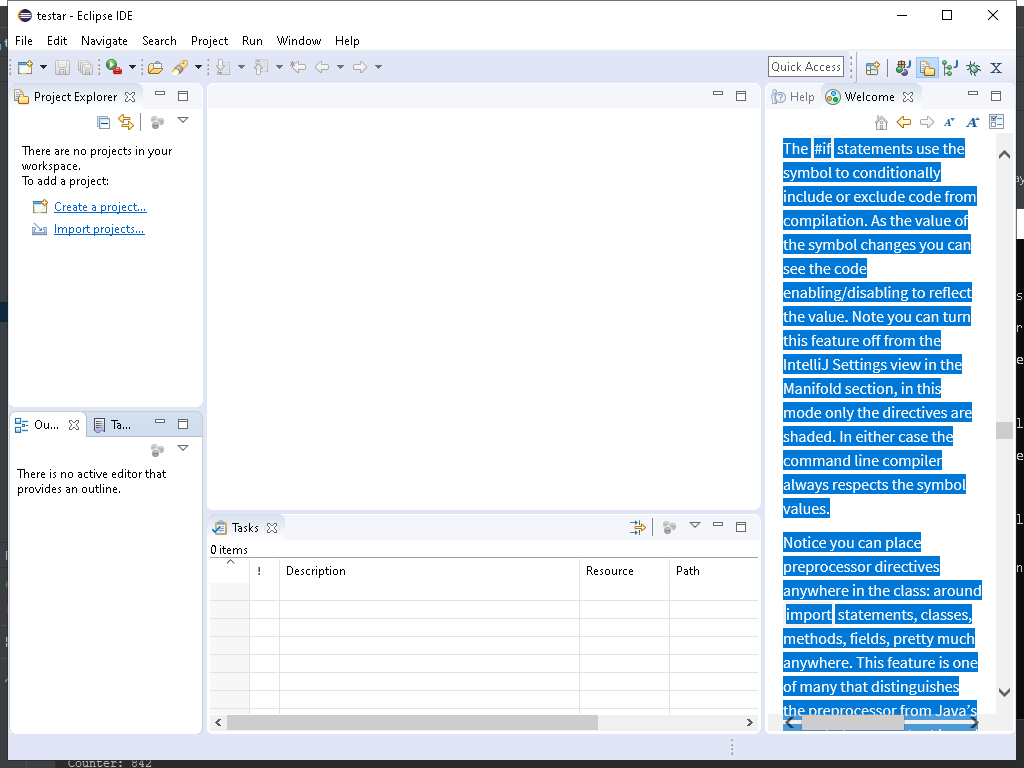 testar - Eclipse IDE
File Edit Navigate Search Project Run Window Help
Quick Access
Project Explorer
There are no projects in your
workspace.
To add a project:
Create a project...
Import projects...
Ou... Ta...
There is no active editor that
provides an outline.
Tasks
0 items
! Description Resource Path
Help Welcome
The #if statements use the
symbol to conditionally
include or exclude code from
compilation. As the value of
the symbol changes you can
see the code
enabling/disabling to reflect
the value. Note you can turn
this feature off from the
IntelliJ Settings view in the
Manifold section, in this
mode only the directives are
shaded. In either case the
command line compiler
always respects the symbol
values.
Notice you can place
preprocessor directives
anywhere in the class: around
import statements, classes,
methods, fields, pretty much
anywhere. This feature is one
of many that distinguishes
the preprocessor from Java's
Counter: 842